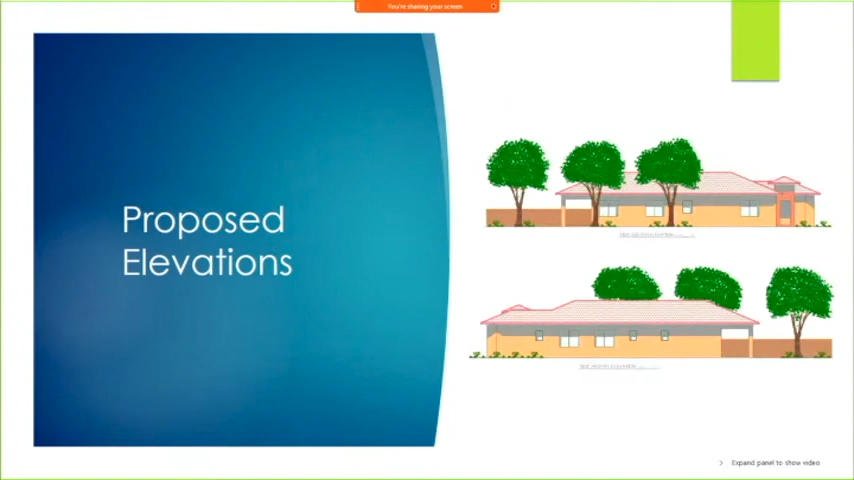 You're sharing your screen
Proposed
Elevations
Expand panel to show video